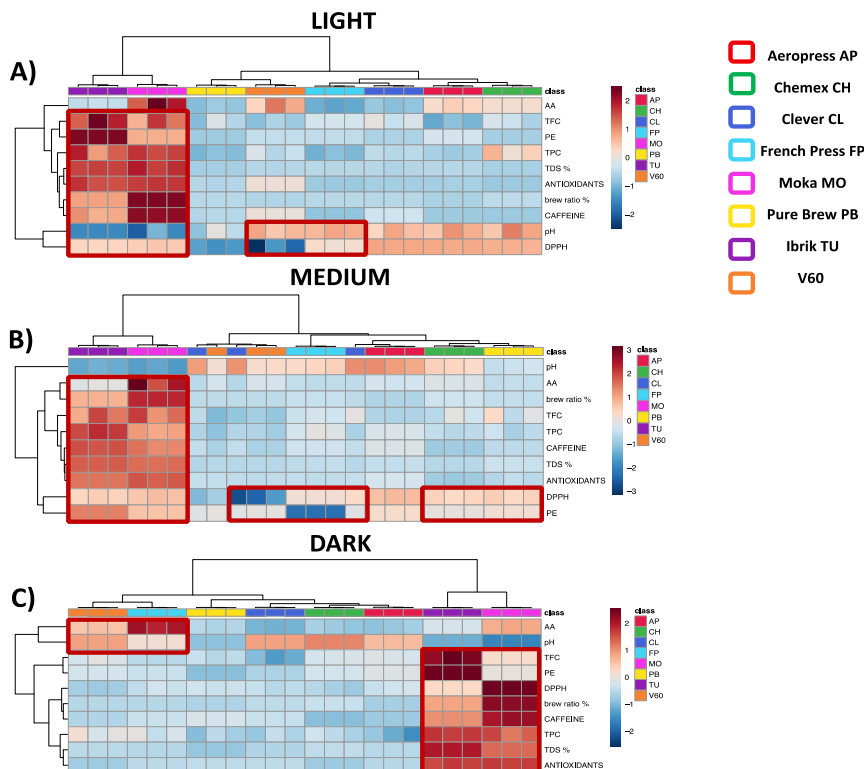 LIGHT
A)
class
AA
TFC
PE
TPC
TDS %
ANTIOXIDANTS
brew ratio %
CAFFEINE
pH
DPPH
2
1
0
−1
−2
class
AP
CH
CL
FP
MO
PB
TU
V60
Aeropress AP
Chemex CH
Clever CL
French Press FP
Moka MO
Pure Brew PB
Ibrik TU
V60
MEDIUM
B)
class
pH
AA
brew ratio %
TFC
TPC
CAFFEINE
TDS %
ANTIOXIDANTS
DPPH
PE
3
2
1
0
−1
−2
−3
class
AP
CH
CL
FP
MO
PB
TU
V60
DARK
C)
class
AA
pH
TFC
PE
DPPH
brew ratio %
CAFFEINE
TPC
TDS %
ANTIOXIDANTS
2
1
0
−1
−2
class
AP
CH
CL
FP
MO
PB
TU
V60